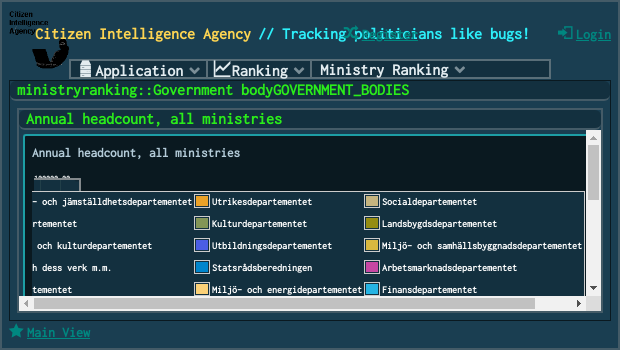 Citizen
Intelligence
Agency
Citizen Intelligence Agency // Tracking politicians like bugs!
Register
Login
Application
Ranking
Ministry Ranking
ministryranking::Government bodyGOVERNMENT_BODIES
Annual headcount, all ministries
Annual headcount, all ministries
- och jämställdhetsdepartementet Utrikesdepartementet Socialdepartementet
rtementet Kulturdepartementet Landsbygdsdepartementet
och kulturdepartementet Utbildningsdepartementet Miljö- och samhällsbyggnadsdepartementet
h dess verk m.m. Statsrådsberedningen Arbetsmarknadsdepartementet
tementet Miljö- och energidepartementet Finansdepartementet
Main View